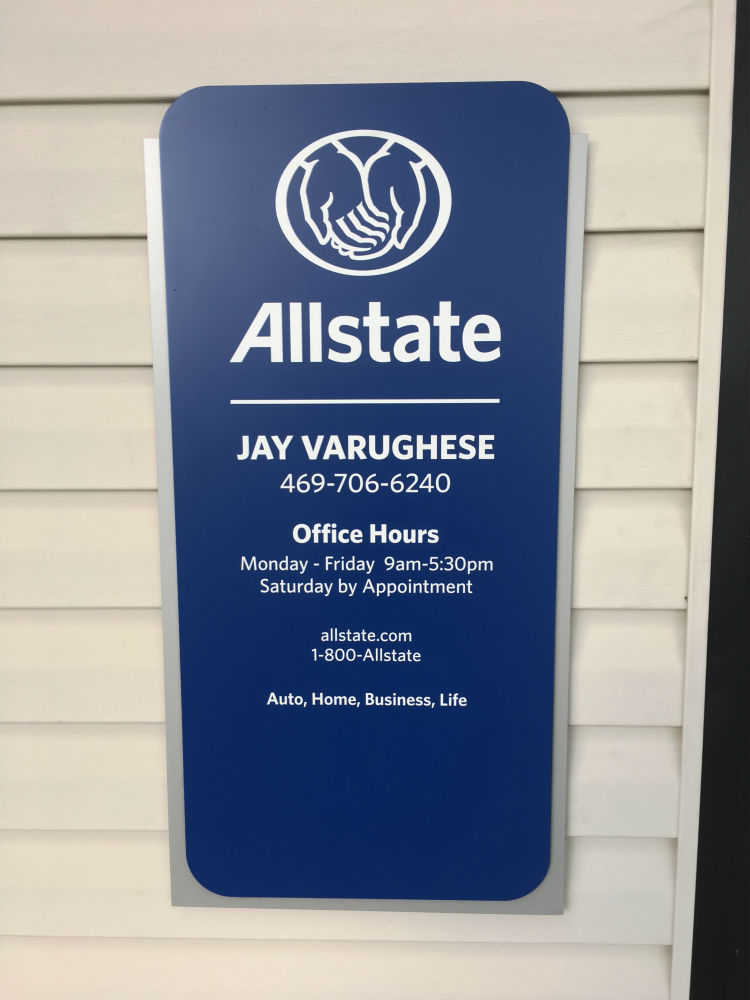 Allstate
JAY VARUGHESE
469-706-6240
Office Hours
Monday - Friday 9am-5:30pm
Saturday by Appointment
allstate.com
1-800-Allstate
Auto, Home, Business, Life